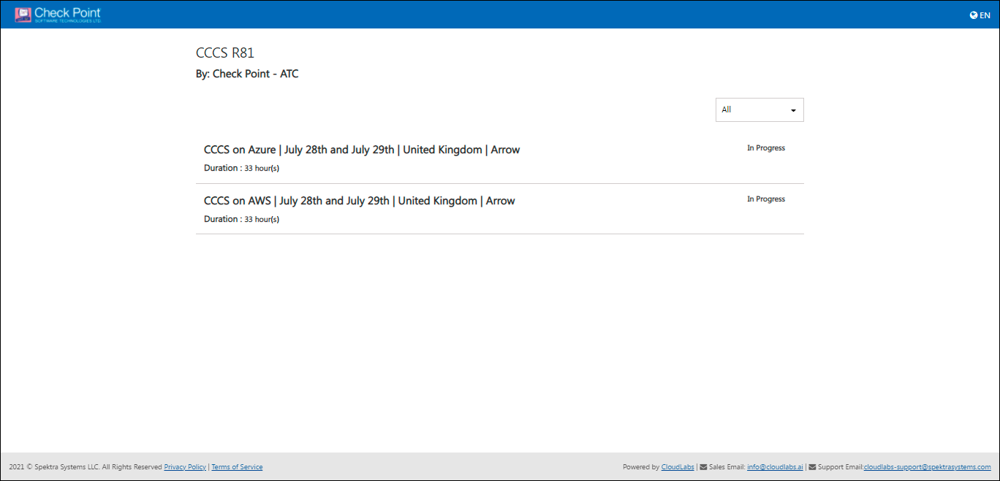 Check Point
SOFTWARE TECHNOLOGIES LTD.
EN
CCCS R81
By: Check Point - ATC
All
CCCS on Azure | July 28th and July 29th | United Kingdom | Arrow
In Progress
Duration : 33 hour(s)
CCCS on AWS | July 28th and July 29th | United Kingdom | Arrow
In Progress
Duration : 33 hour(s)
2021 © Spektra Systems LLC. All Rights Reserved Privacy Policy | Terms of Service
Powered by CloudLabs | Sales Email: info@cloudlabs.ai | Support Email:cloudlabs-support@spektrasystems.com